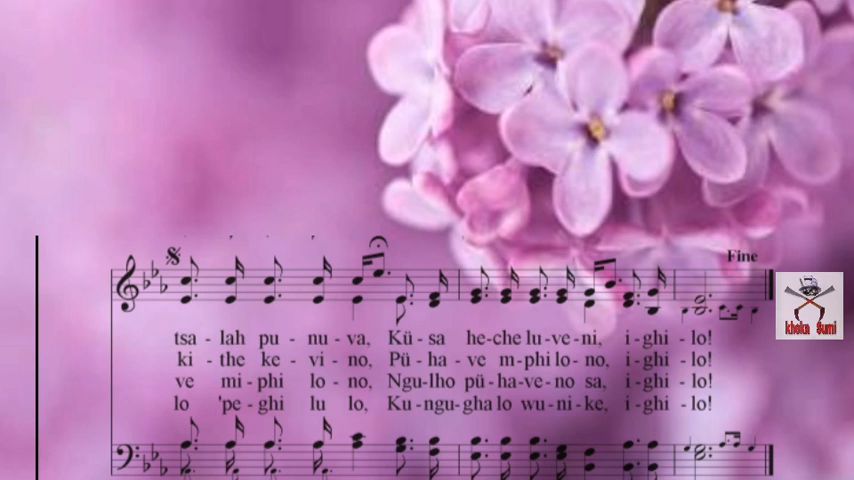 Fine
tsa - lah pu - nu - va, Kü - sa he-che lu - ve - ni, i - ghi - lo!
ki - the ke - vi - no, Pü - ha - ve m-phi lo - no, i - ghi - lo!
ve mi - phi lo - no, Ngu-lho pü-ha-ve-no sa, i - ghi - lo!
lo 'pe - ghi lu lo, Ku-ngu-gha lo wu-ni-ke, i - ghi - lo!
kheka Sumi